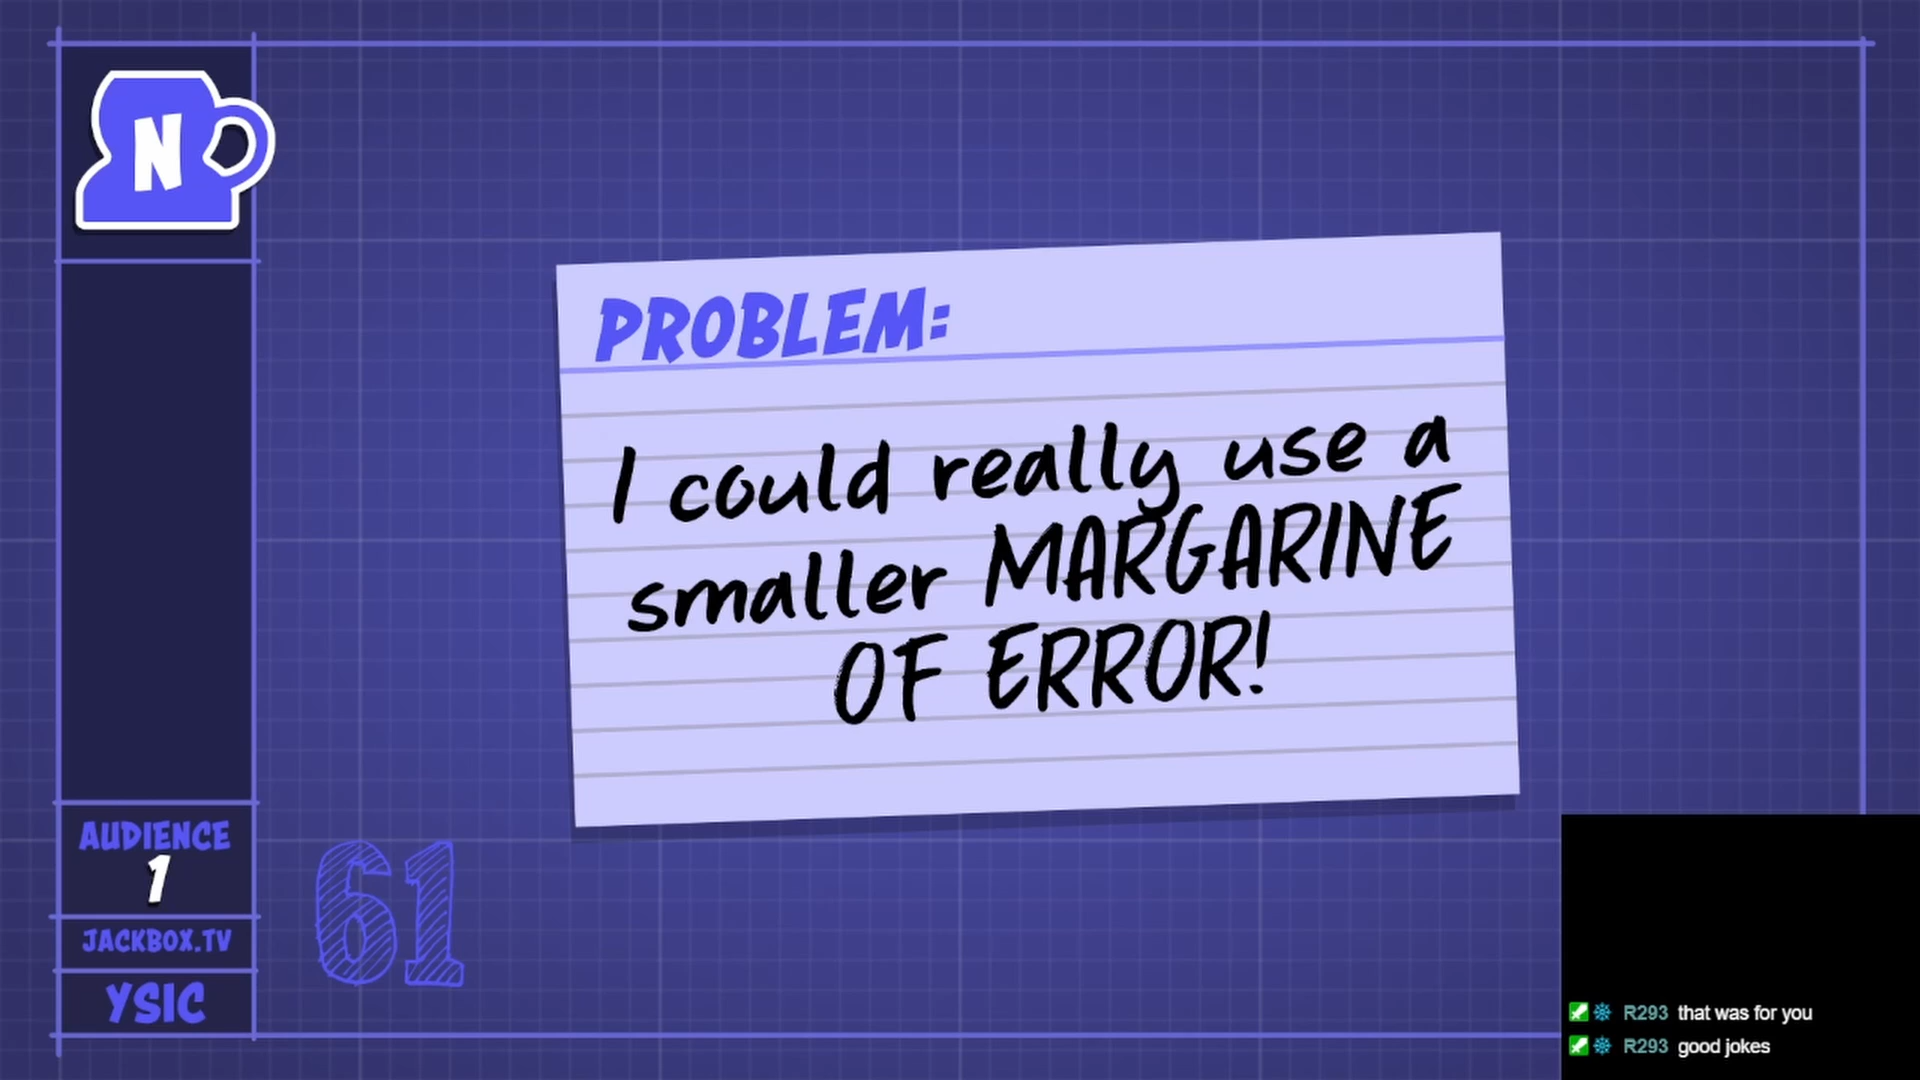 N
PROBLEM:
I could really use a
smaller MARGARINE
OF ERROR!
AUDIENCE
1
JACKBOX.TV
YSIC
61
R293 that was for you
R293 good jokes